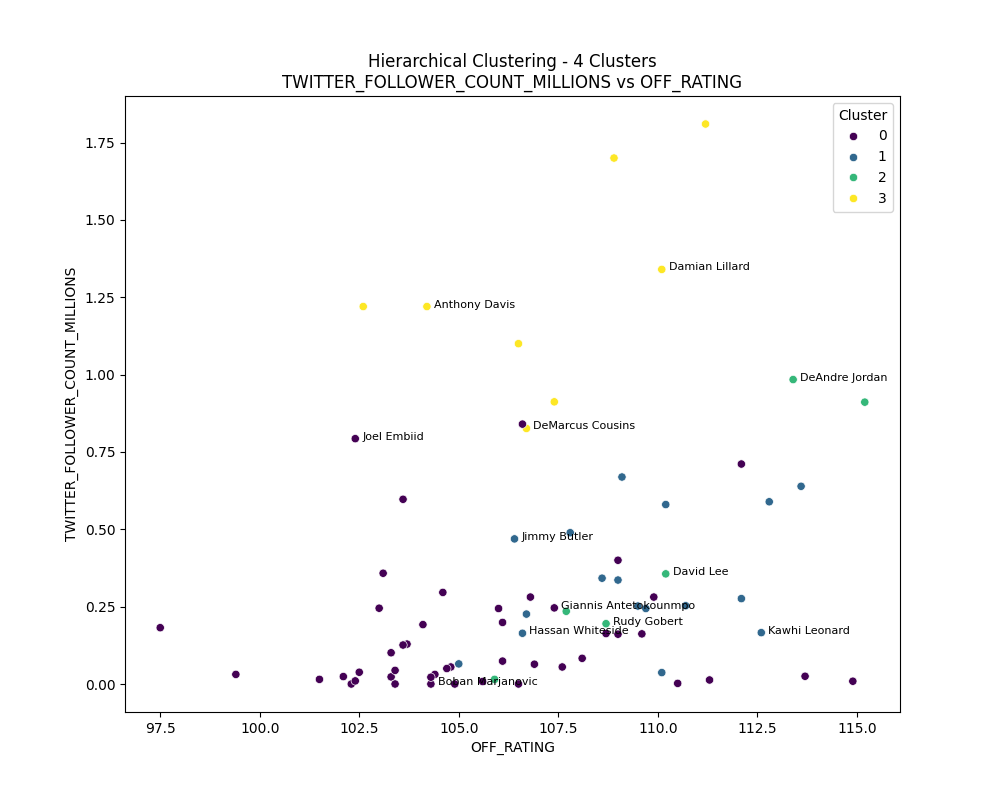 Hierarchical Clustering - 4 Clusters
TWITTER_FOLLOWER_COUNT_MILLIONS vs OFF_RATING
Cluster
0
1
2
3
1.75
1.50
1.25
1.00
0.75
0.50
0.25
0.00
TWITTER_FOLLOWER_COUNT_MILLIONS
Damian Lillard
Anthony Davis
DeAndre Jordan
DeMarcus Cousins
Joel Embiid
Jimmy Butler
David Lee
Giannis Antetokounmpo
Rudy Gobert
Hassan Whiteside
Kawhi Leonard
Boban Marjanovic
97.5 100.0 102.5 105.0 107.5 110.0 112.5 115.0
OFF_RATING